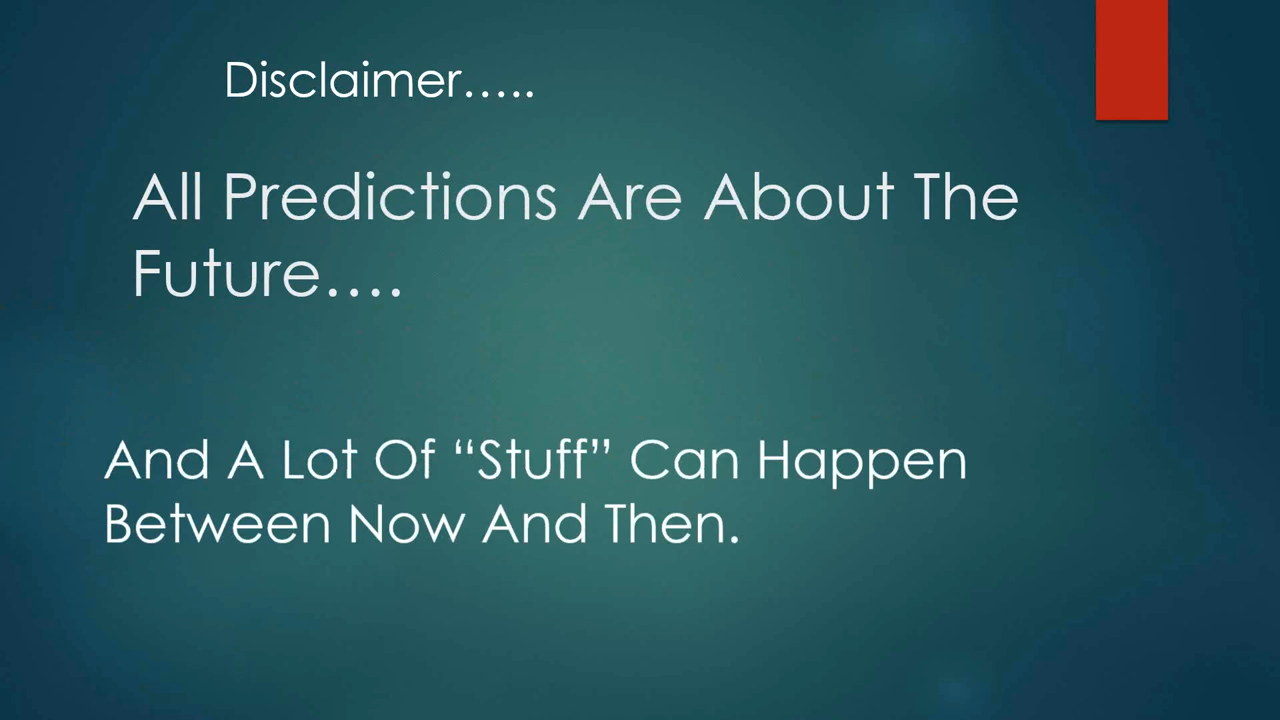 Disclaimer…..
All Predictions Are About The
Future….
And A Lot Of “Stuff” Can Happen
Between Now And Then.